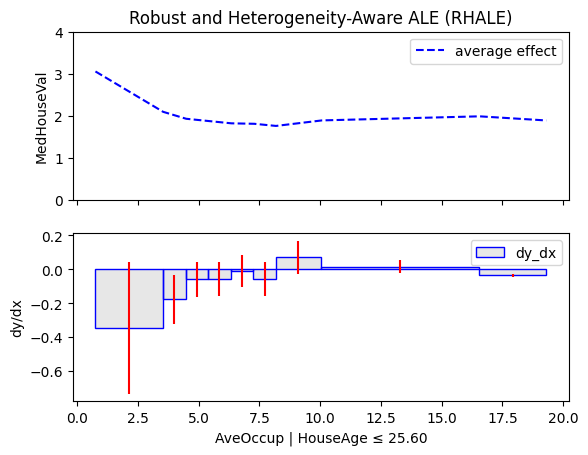 Robust and Heterogeneity-Aware ALE (RHALE)
4
3
2
1
0
MedHouseVal
average effect
0.2
0.0
−0.2
−0.4
−0.6
dy/dx
dy_dx
0.0 2.5 5.0 7.5 10.0 12.5 15.0 17.5 20.0
AveOccup | HouseAge ≤ 25.60